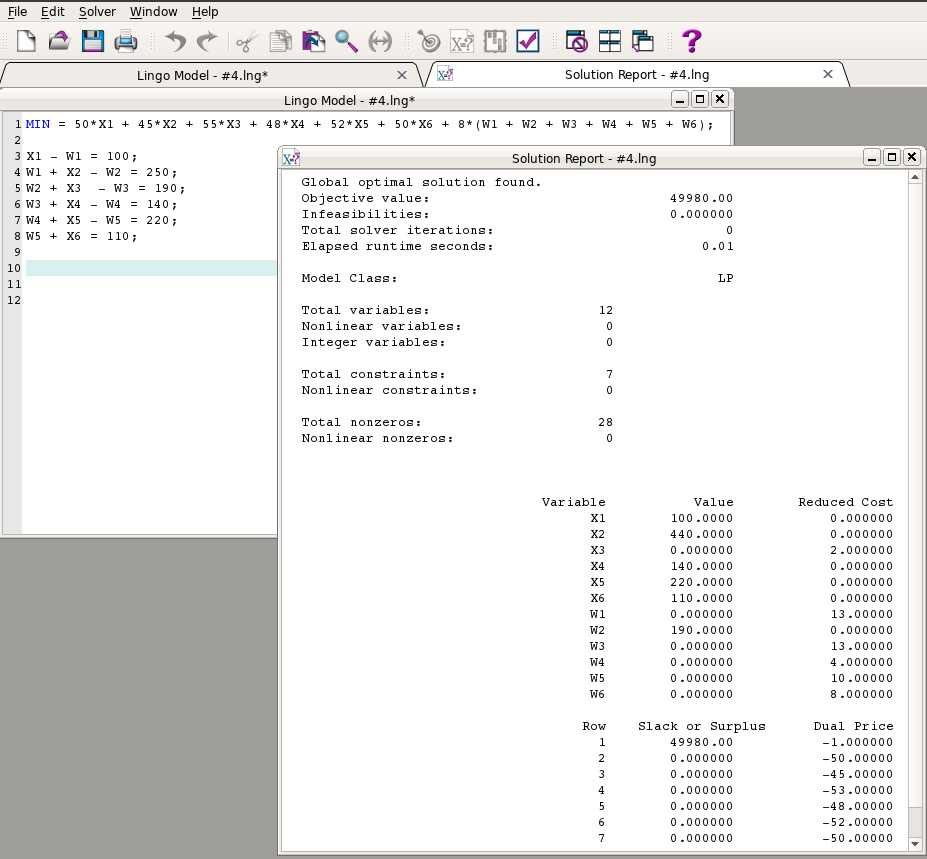 File Edit Solver Window Help
Lingo Model - #4.lng*
Solution Report - #4.lng
Lingo Model - #4.lng*
1 MIN = 50*X1 + 45*X2 + 55*X3 + 48*X4 + 52*X5 + 50*X6 + 8*(W1 + W2 + W3 + W4 + W5 + W6);
2
3 X1 - W1 = 100;
4 W1 + X2 - W2 = 250;
5 W2 + X3  - W3 = 190;
6 W3 + X4 - W4 = 140;
7 W4 + X5 - W5 = 220;
8 W5 + X6 = 110;
9
10
11
12
Solution Report - #4.lng
Global optimal solution found.
Objective value: 49980.00
Infeasibilities: 0.000000
Total solver iterations: 0
Elapsed runtime seconds: 0.01
Model Class: LP
Total variables: 12
Nonlinear variables: 0
Integer variables: 0
Total constraints: 7
Nonlinear constraints: 0
Total nonzeros: 28
Nonlinear nonzeros: 0
Variable Value Reduced Cost
X1 100.0000 0.000000
X2 440.0000 0.000000
X3 0.000000 2.000000
X4 140.0000 0.000000
X5 220.0000 0.000000
X6 110.0000 0.000000
W1 0.000000 13.00000
W2 190.0000 0.000000
W3 0.000000 13.00000
W4 0.000000 4.000000
W5 0.000000 10.00000
W6 0.000000 8.000000
Row Slack or Surplus Dual Price
1 49980.00 -1.000000
2 0.000000 -50.00000
3 0.000000 -45.00000
4 0.000000 -53.00000
5 0.000000 -48.00000
6 0.000000 -52.00000
7 0.000000 -50.00000